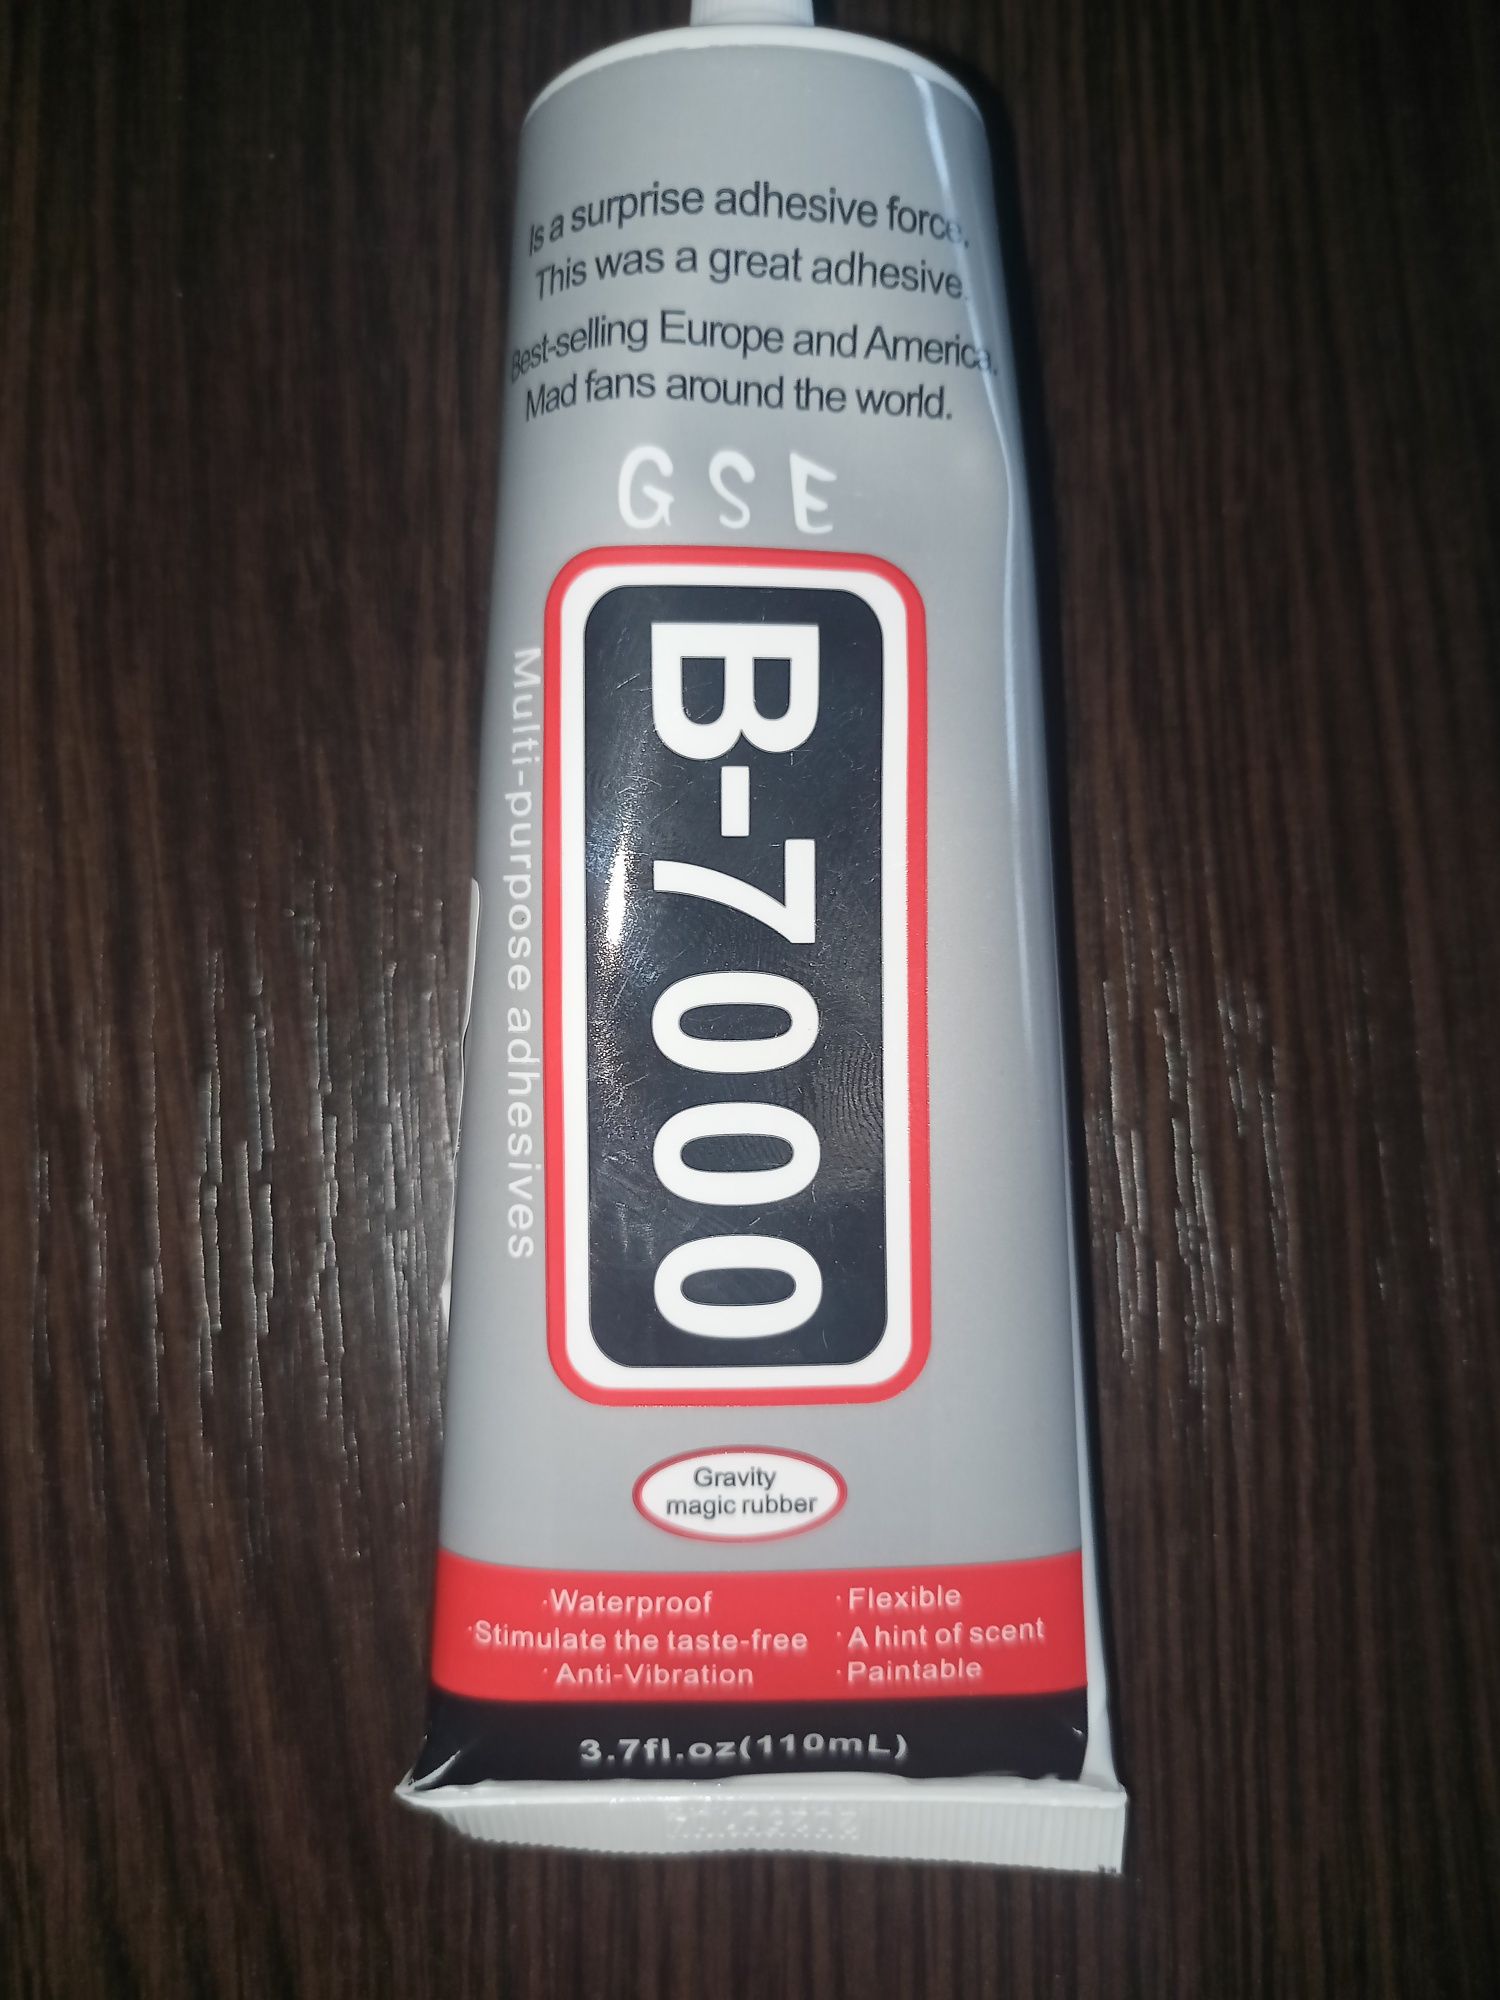 Is a surprise adhesive force.
This was a great adhesive.
Best-selling Europe and America.
Mad fans around the world.
GSE
B-7000
Multi-purpose adhesives
Gravity
magic rubber
·Waterproof
·Stimulate the taste-free
·Anti-Vibration
·Flexible
·A hint of scent
·Paintable
3.7fl.oz(110mL)